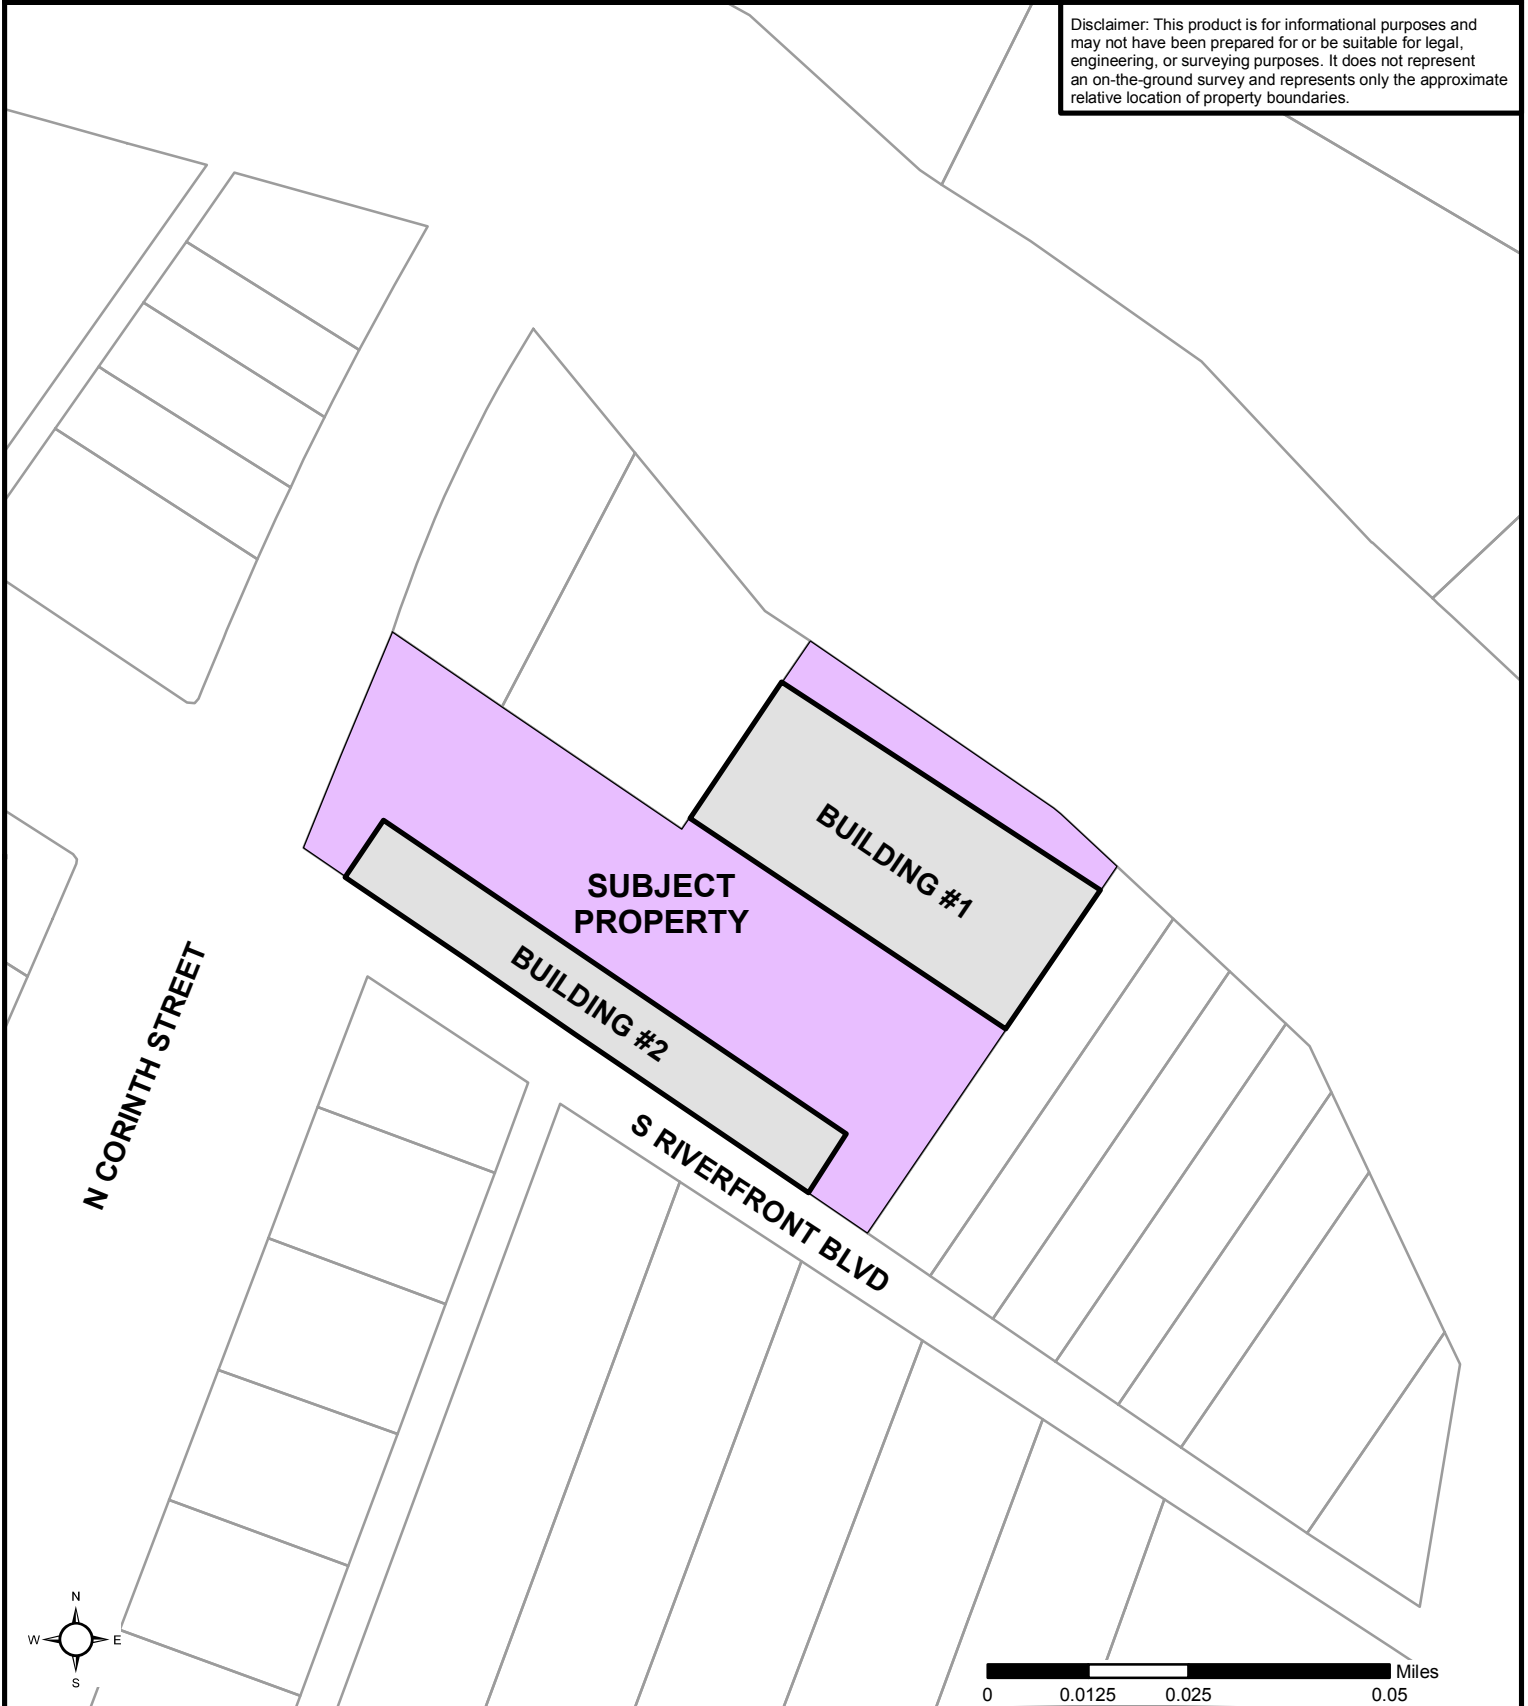 Disclaimer: This product is for informational purposes and
may not have been prepared for or be suitable for legal,
engineering, or surveying purposes. It does not represent
an on-the-ground survey and represents only the approximate
relative location of property boundaries.
BUILDING #1
SUBJECT
PROPERTY
BUILDING #2
N CORINTH STREET
S RIVERFRONT BLVD
N
W E
S
Miles
0 0.0125 0.025 0.05